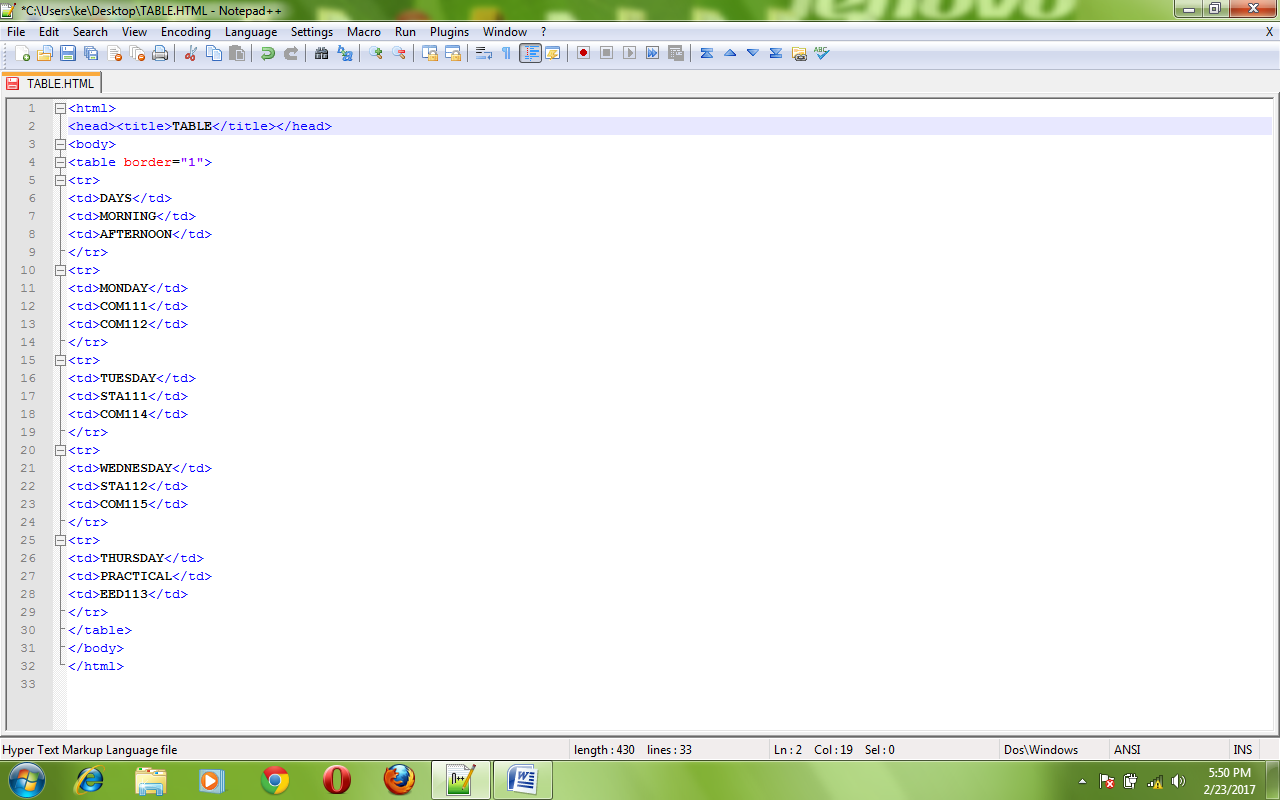 *C:\Users\ke\Desktop\TABLE.HTML - Notepad++
File Edit Search View Encoding Language Settings Macro Run Plugins Window ? X
TABLE.HTML
1 <html>
2 <head><title>TABLE</title></head>
3 <body>
4 <table border="1">
5 <tr>
6 <td>DAYS</td>
7 <td>MORNING</td>
8 <td>AFTERNOON</td>
9 </tr>
10 <tr>
11 <td>MONDAY</td>
12 <td>COM111</td>
13 <td>COM112</td>
14 </tr>
15 <tr>
16 <td>TUESDAY</td>
17 <td>STA111</td>
18 <td>COM114</td>
19 </tr>
20 <tr>
21 <td>WEDNESDAY</td>
22 <td>STA112</td>
23 <td>COM115</td>
24 </tr>
25 <tr>
26 <td>THURSDAY</td>
27 <td>PRACTICAL</td>
28 <td>EED113</td>
29 </tr>
30 </table>
31 </body>
32 </html>
33
Hyper Text Markup Language file length : 430 lines : 33 Ln : 2 Col : 19 Sel : 0 Dos\Windows ANSI INS
5:50 PM
2/23/2017